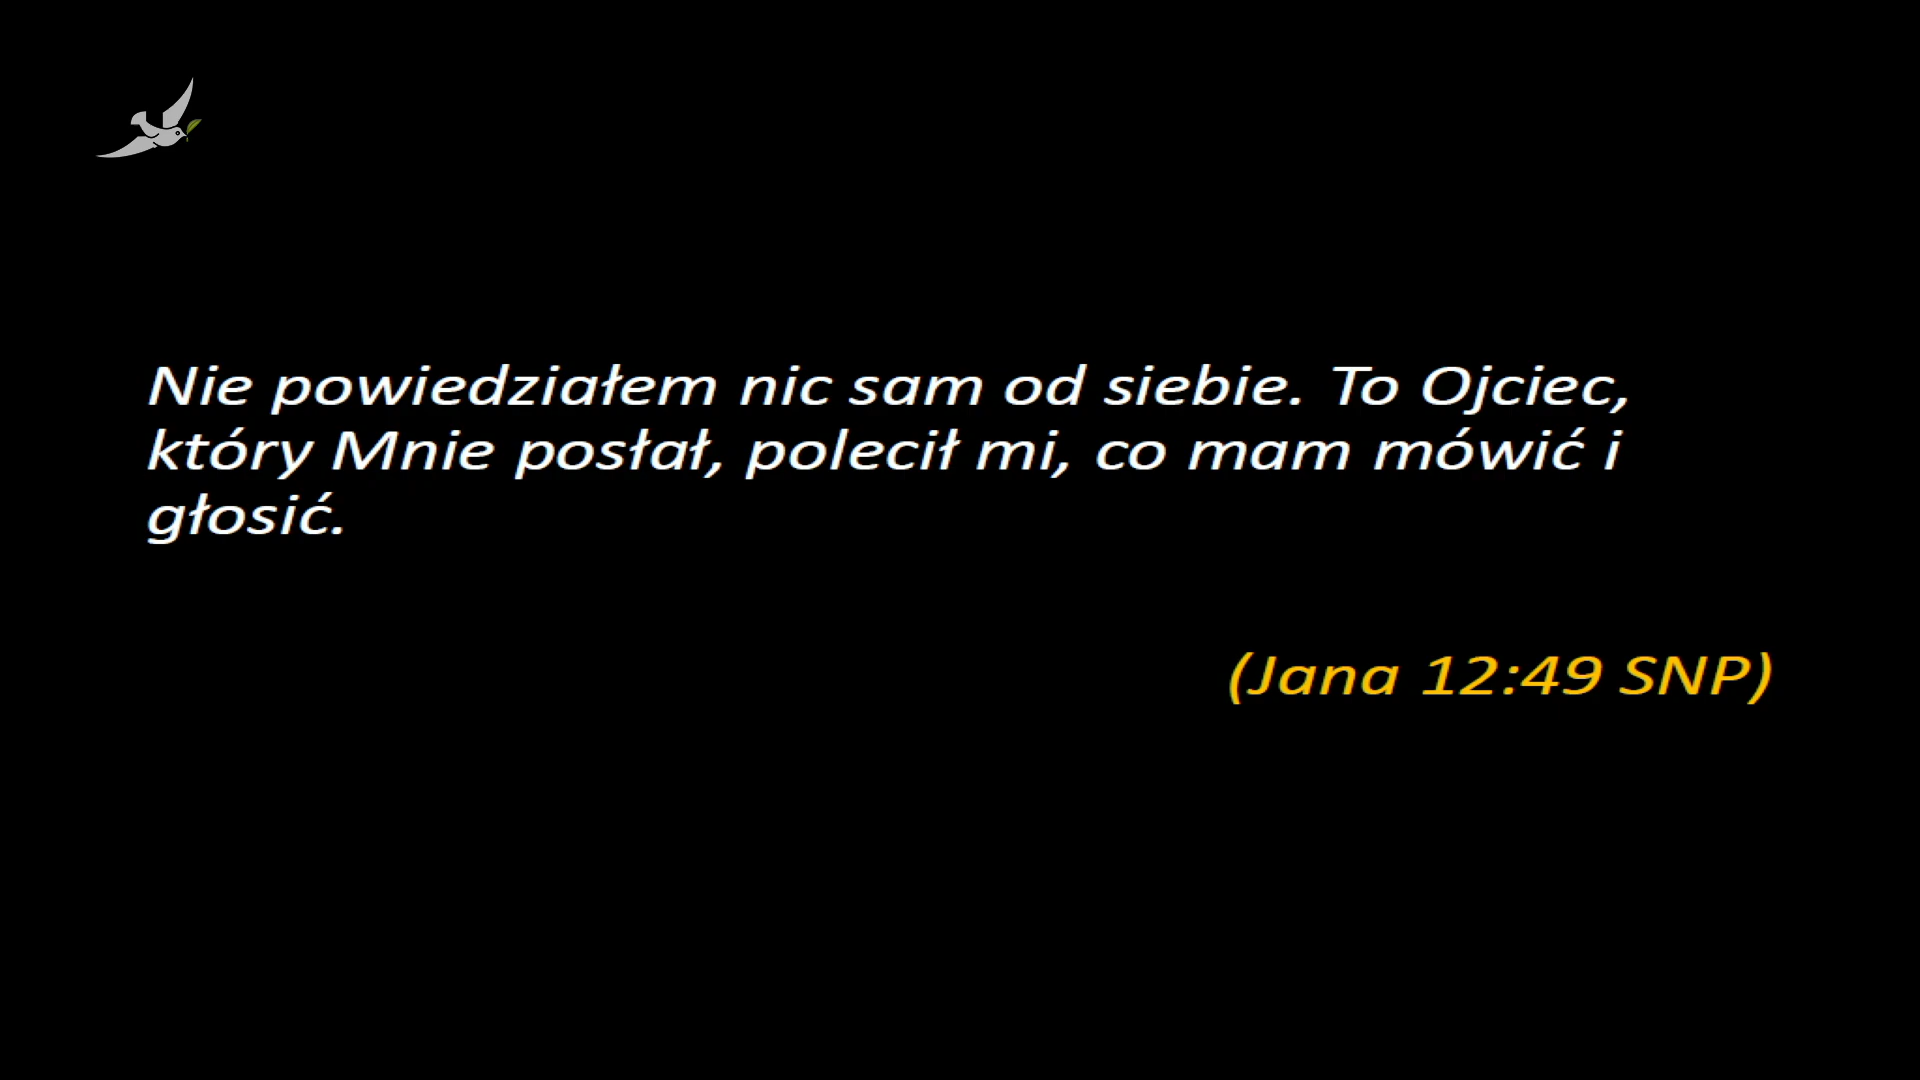 Nie powiedziałem nic sam od siebie. To Ojciec,
który Mnie posłał, polecił mi, co mam mówić i
głosić.
(Jana 12:49 SNP)